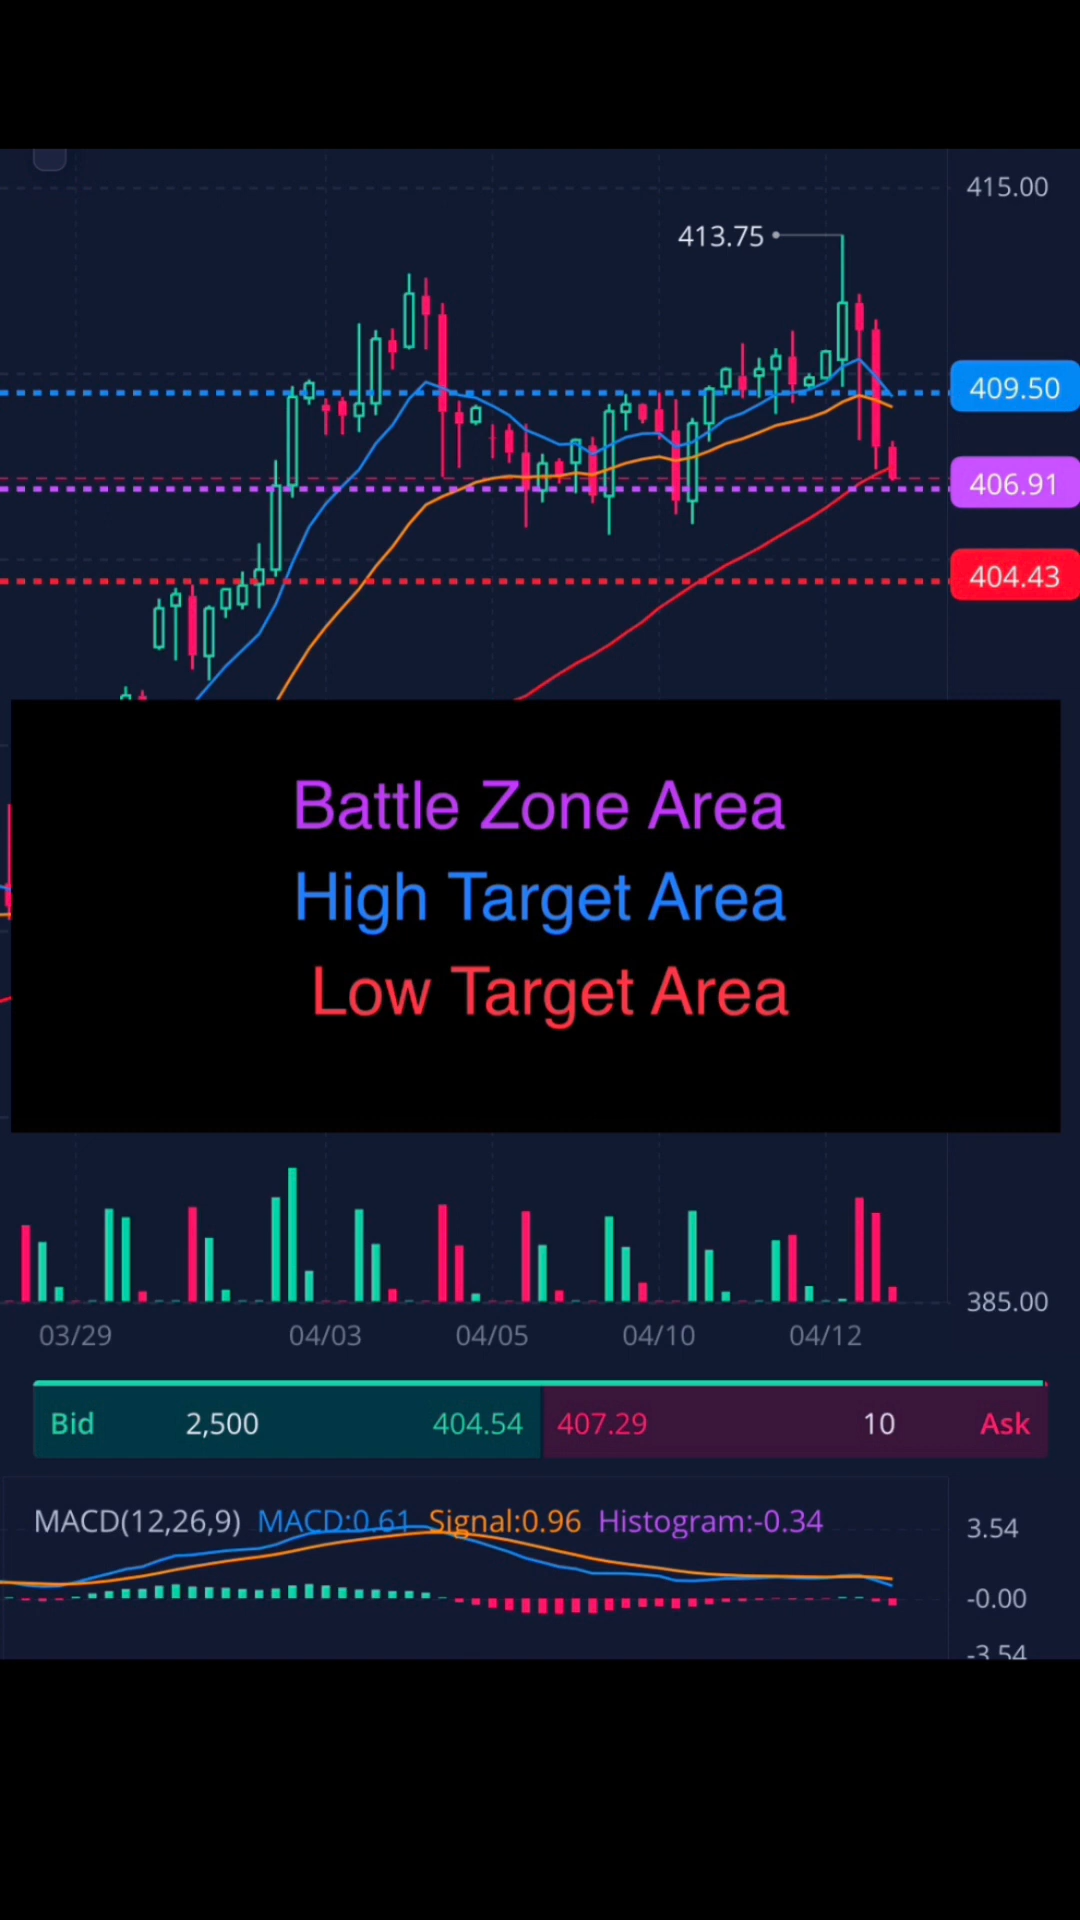 415.00
413.75
409.50
406.91
404.43
Battle Zone Area
High Target Area
Low Target Area
385.00
03/29 04/03 04/05 04/10 04/12
Bid 2,500 404.54 407.29 10 Ask
MACD(12,26,9) MACD:0.61 Signal:0.96 Histogram:-0.34
3.54
-0.00
-3.54